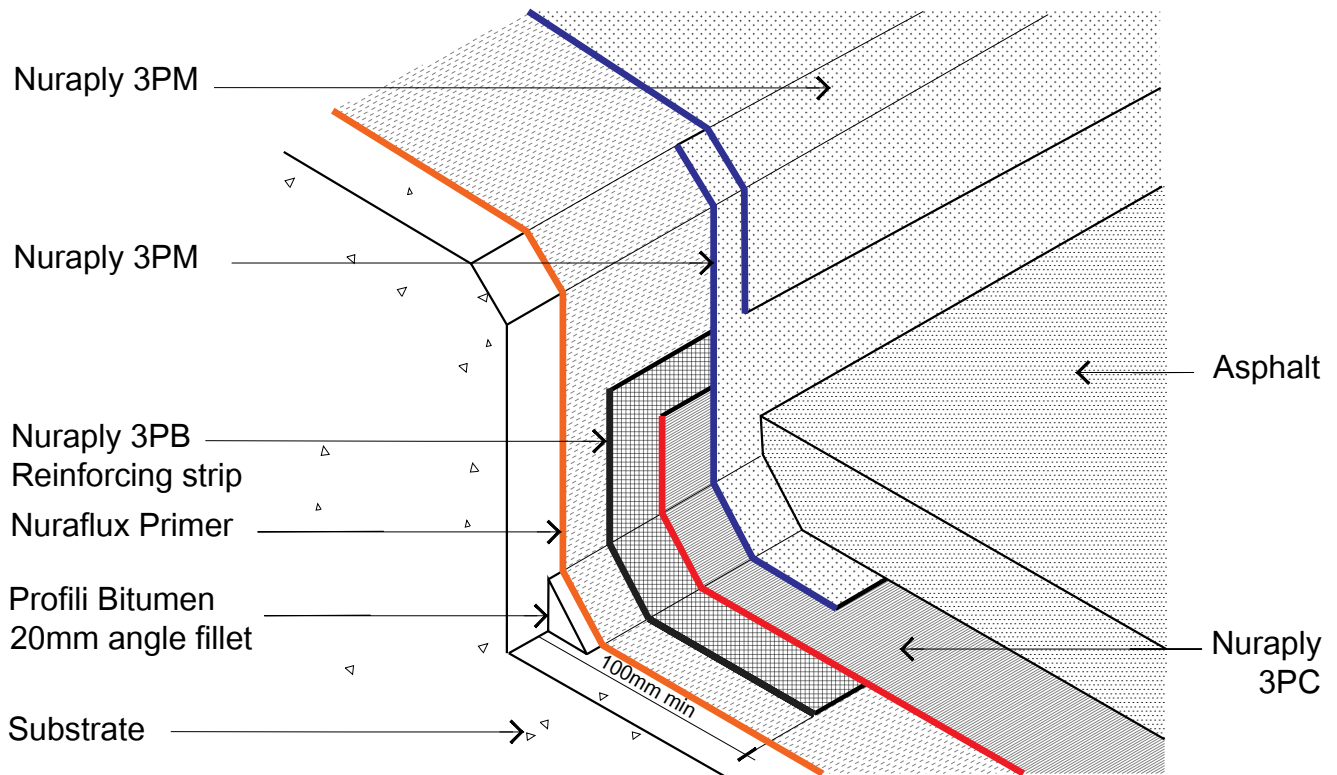 Nuraply 3PM
Nuraply 3PM
Asphalt
Nuraply 3PB
Reinforcing strip
Nuraflux Primer
Profili Bitumen
20mm angle fillet
Nuraply
3PC
100mm min
Substrate